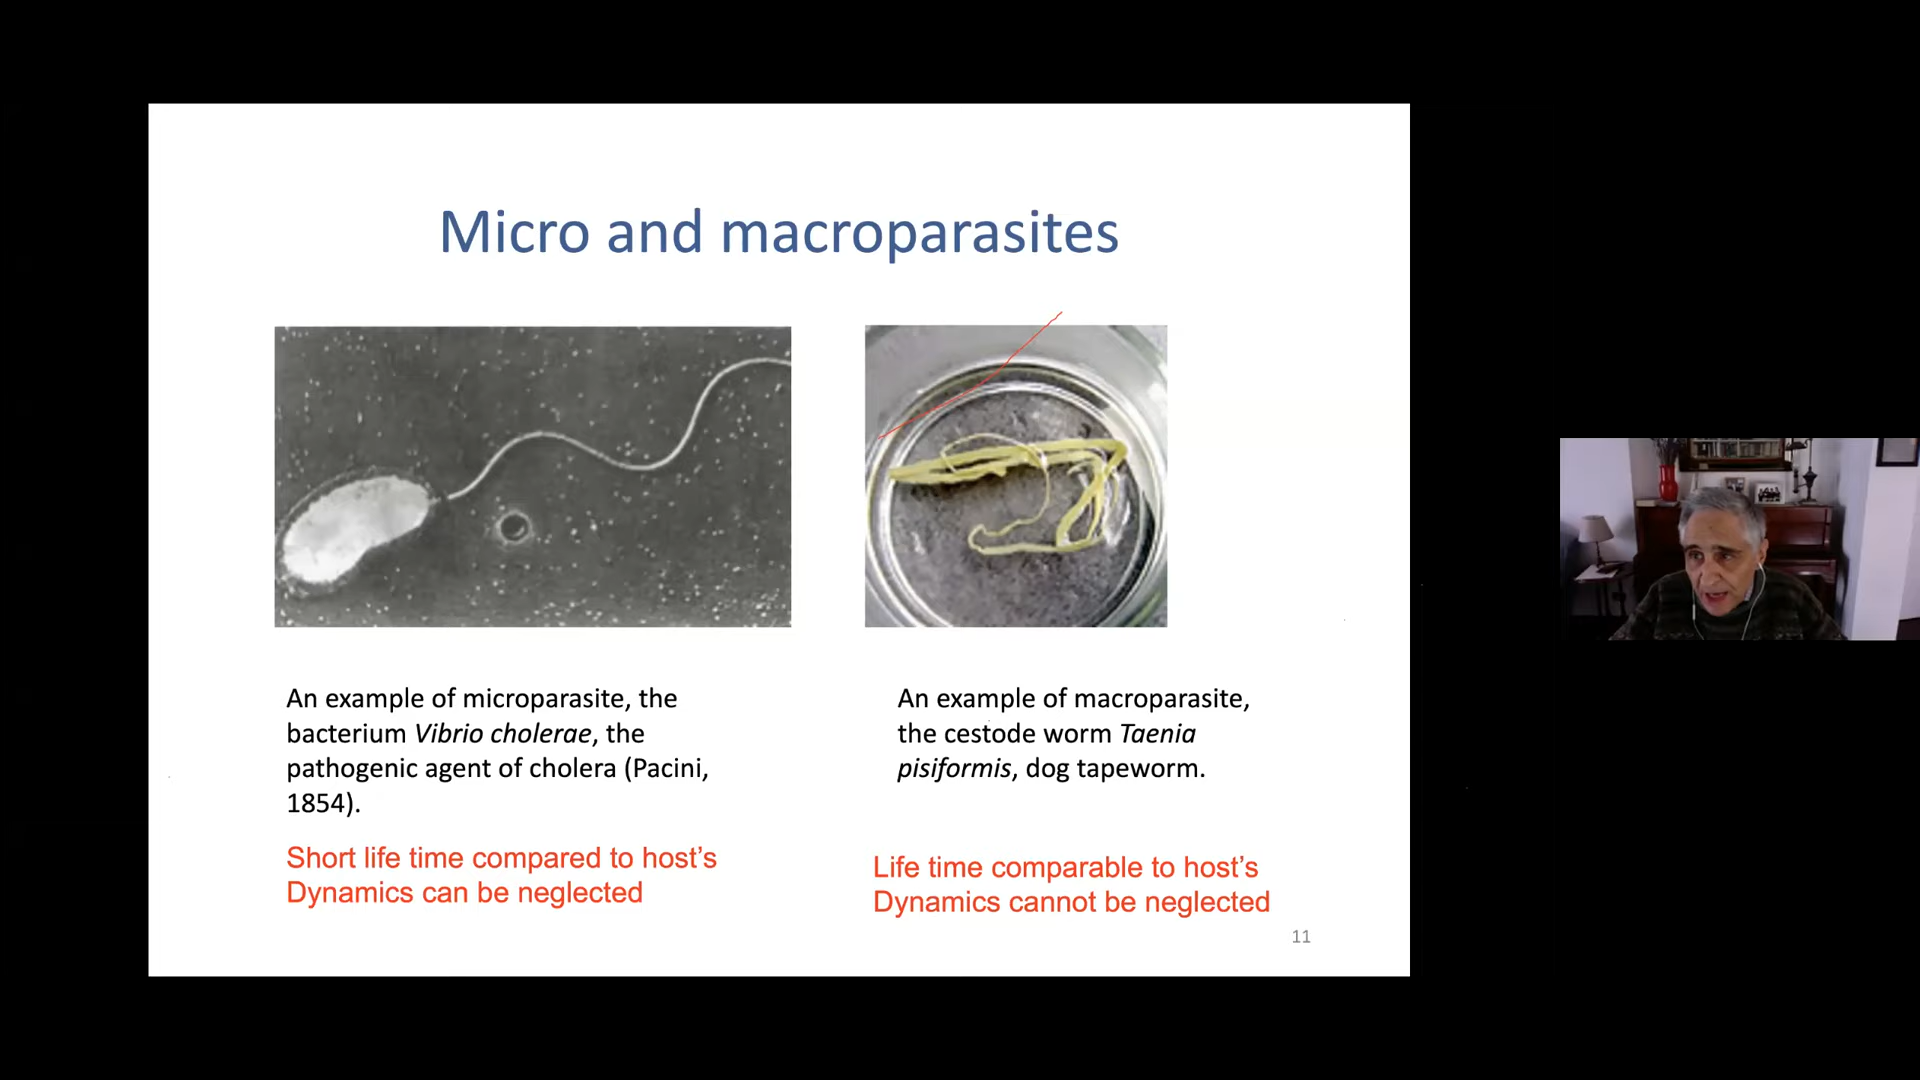 Micro and macroparasites
An example of microparasite, the
bacterium Vibrio cholerae, the
pathogenic agent of cholera (Pacini,
1854).
Short life time compared to host’s
Dynamics can be neglected
An example of macroparasite,
the cestode worm Taenia
pisiformis, dog tapeworm.
Life time comparable to host’s
Dynamics cannot be neglected
11